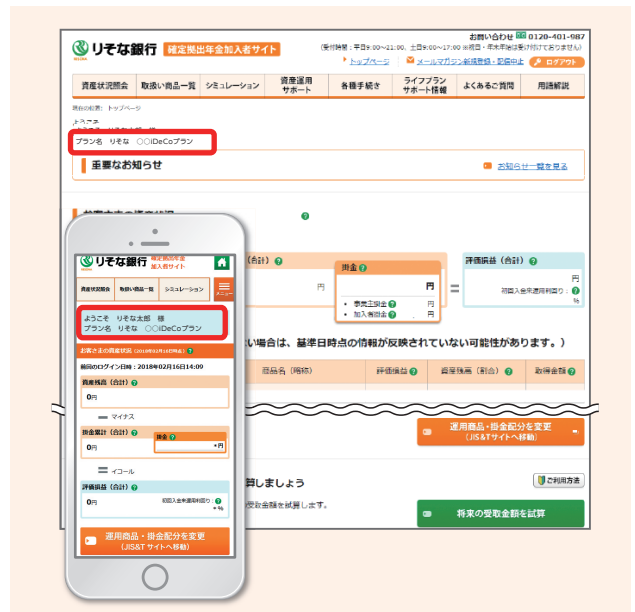 お問い合わせ 0120-401-987
りそな銀行 確定拠出年金加入者サイト
(受付時間:平日9:00~21:00、土日9:00~17:00 ※祝日・年末年始は受け付けておりません)
トップページ メールマガジン新規登録・配信中止 ログアウト
資産状況照会 取扱い商品一覧 シミュレーション 資産運用サポート 各種手続き ライフプランサポート情報 よくあるご質問 用語解説
現在の位置: トップページ
ようこそ
プラン名 りそな ○○iDeCoプラン
重要なお知らせ
お知らせ一覧を見る
(合計)
円
掛金
円
・ 事業主掛金 円
・ 加入者掛金 円
=
評価損益(合計)
円
初回入金来運用利回り:
%
い場合は、基準日時点の情報が反映されていない可能性があります。)
商品名(略称) 評価損益 資産残高(割合) 取得金額
運用商品・掛金配分を変更
(JIS&Tサイトへ移動)
算しましょう
ご利用方法
受取金額を試算します。
将来の受取金額を試算
りそな銀行 確定拠出年金加入者サイト
資産状況照会 取扱い商品一覧 シミュレーション メニュー
ようこそ りそな太郎 様
プラン名 りそな ○○iDeCoプラン
お客さまの資産状況(2018年02月16日時点)
前回のログイン日時:2018年02月16日14:09
資産残高(合計)
0円
マイナス
掛金累計(合計)
0円
掛金
*円
イコール
評価損益(合計)
0円
初回入金来運用利回り:
* %
運用商品・掛金配分を変更
(JIS&T サイトへ移動)